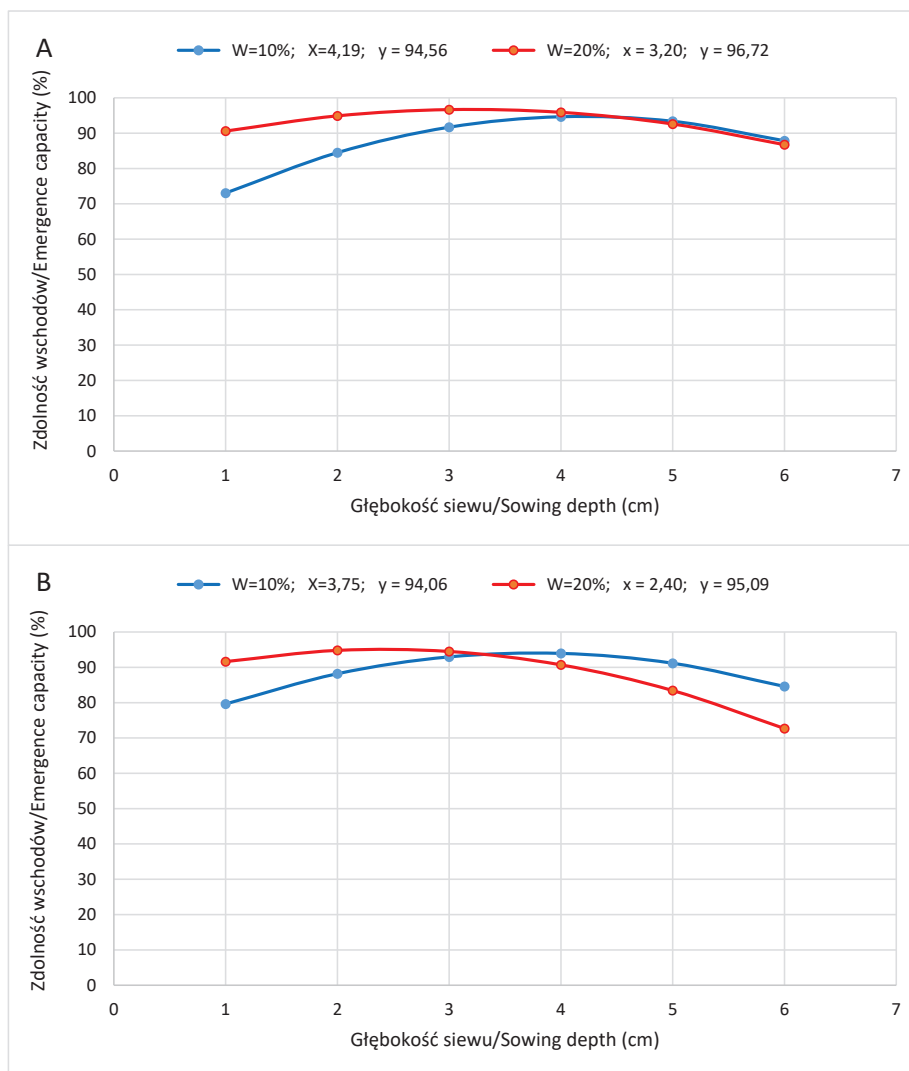 A
W=10%; X=4,19; y = 94,56
W=20%; x = 3,20; y = 96,72
Zdolność wschodów/Emergence capacity (%)
100
90
80
70
60
50
40
30
20
10
0
0 1 2 3 4 5 6 7
Głębokość siewu/Sowing depth (cm)
B
W=10%; X=3,75; y = 94,06
W=20%; x = 2,40; y = 95,09
Zdolność wschodów/Emergence capacity (%)
100
90
80
70
60
50
40
30
20
10
0
0 1 2 3 4 5 6 7
Głębokość siewu/Sowing depth (cm)